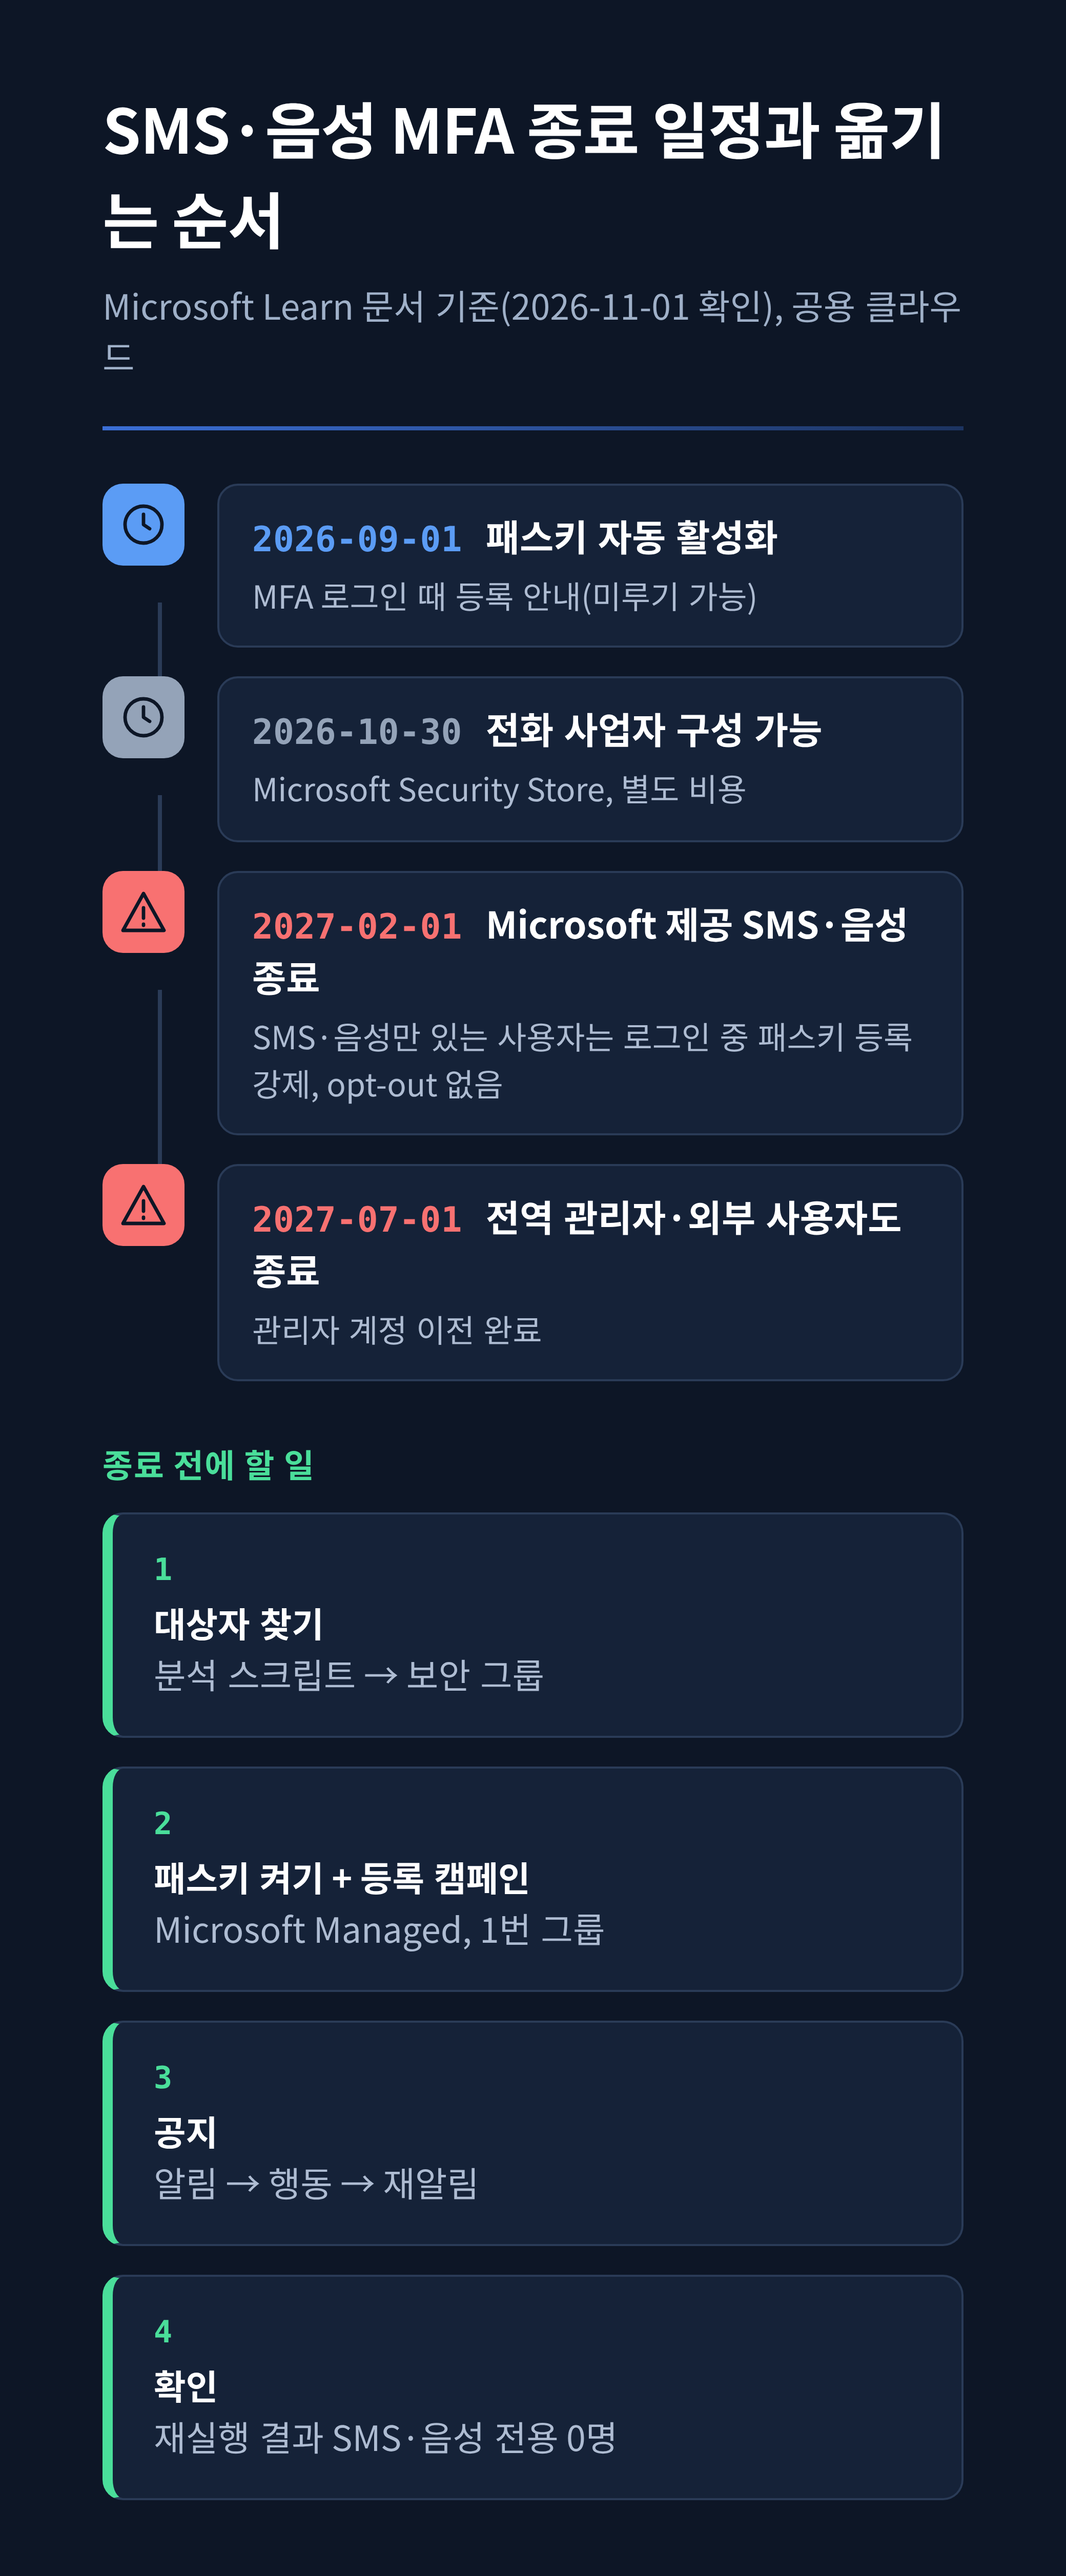 SMS·음성 MFA 종료 일정과 옮기
는 순서
Microsoft Learn 문서 기준(2026-11-01 확인), 공용 클라우
드
2026-09-01 패스키 자동 활성화
MFA 로그인 때 등록 안내(미루기 가능)
2026-10-30 전화 사업자 구성 가능
Microsoft Security Store, 별도 비용
2027-02-01 Microsoft 제공 SMS·음성
종료
SMS·음성만 있는 사용자는 로그인 중 패스키 등록
강제, opt-out 없음
2027-07-01 전역 관리자·외부 사용자도
종료
관리자 계정 이전 완료
종료 전에 할 일
1
대상자 찾기
분석 스크립트 → 보안 그룹
2
패스키 켜기 + 등록 캠페인
Microsoft Managed, 1번 그룹
3
공지
알림 → 행동 → 재알림
4
확인
재실행 결과 SMS·음성 전용 0명